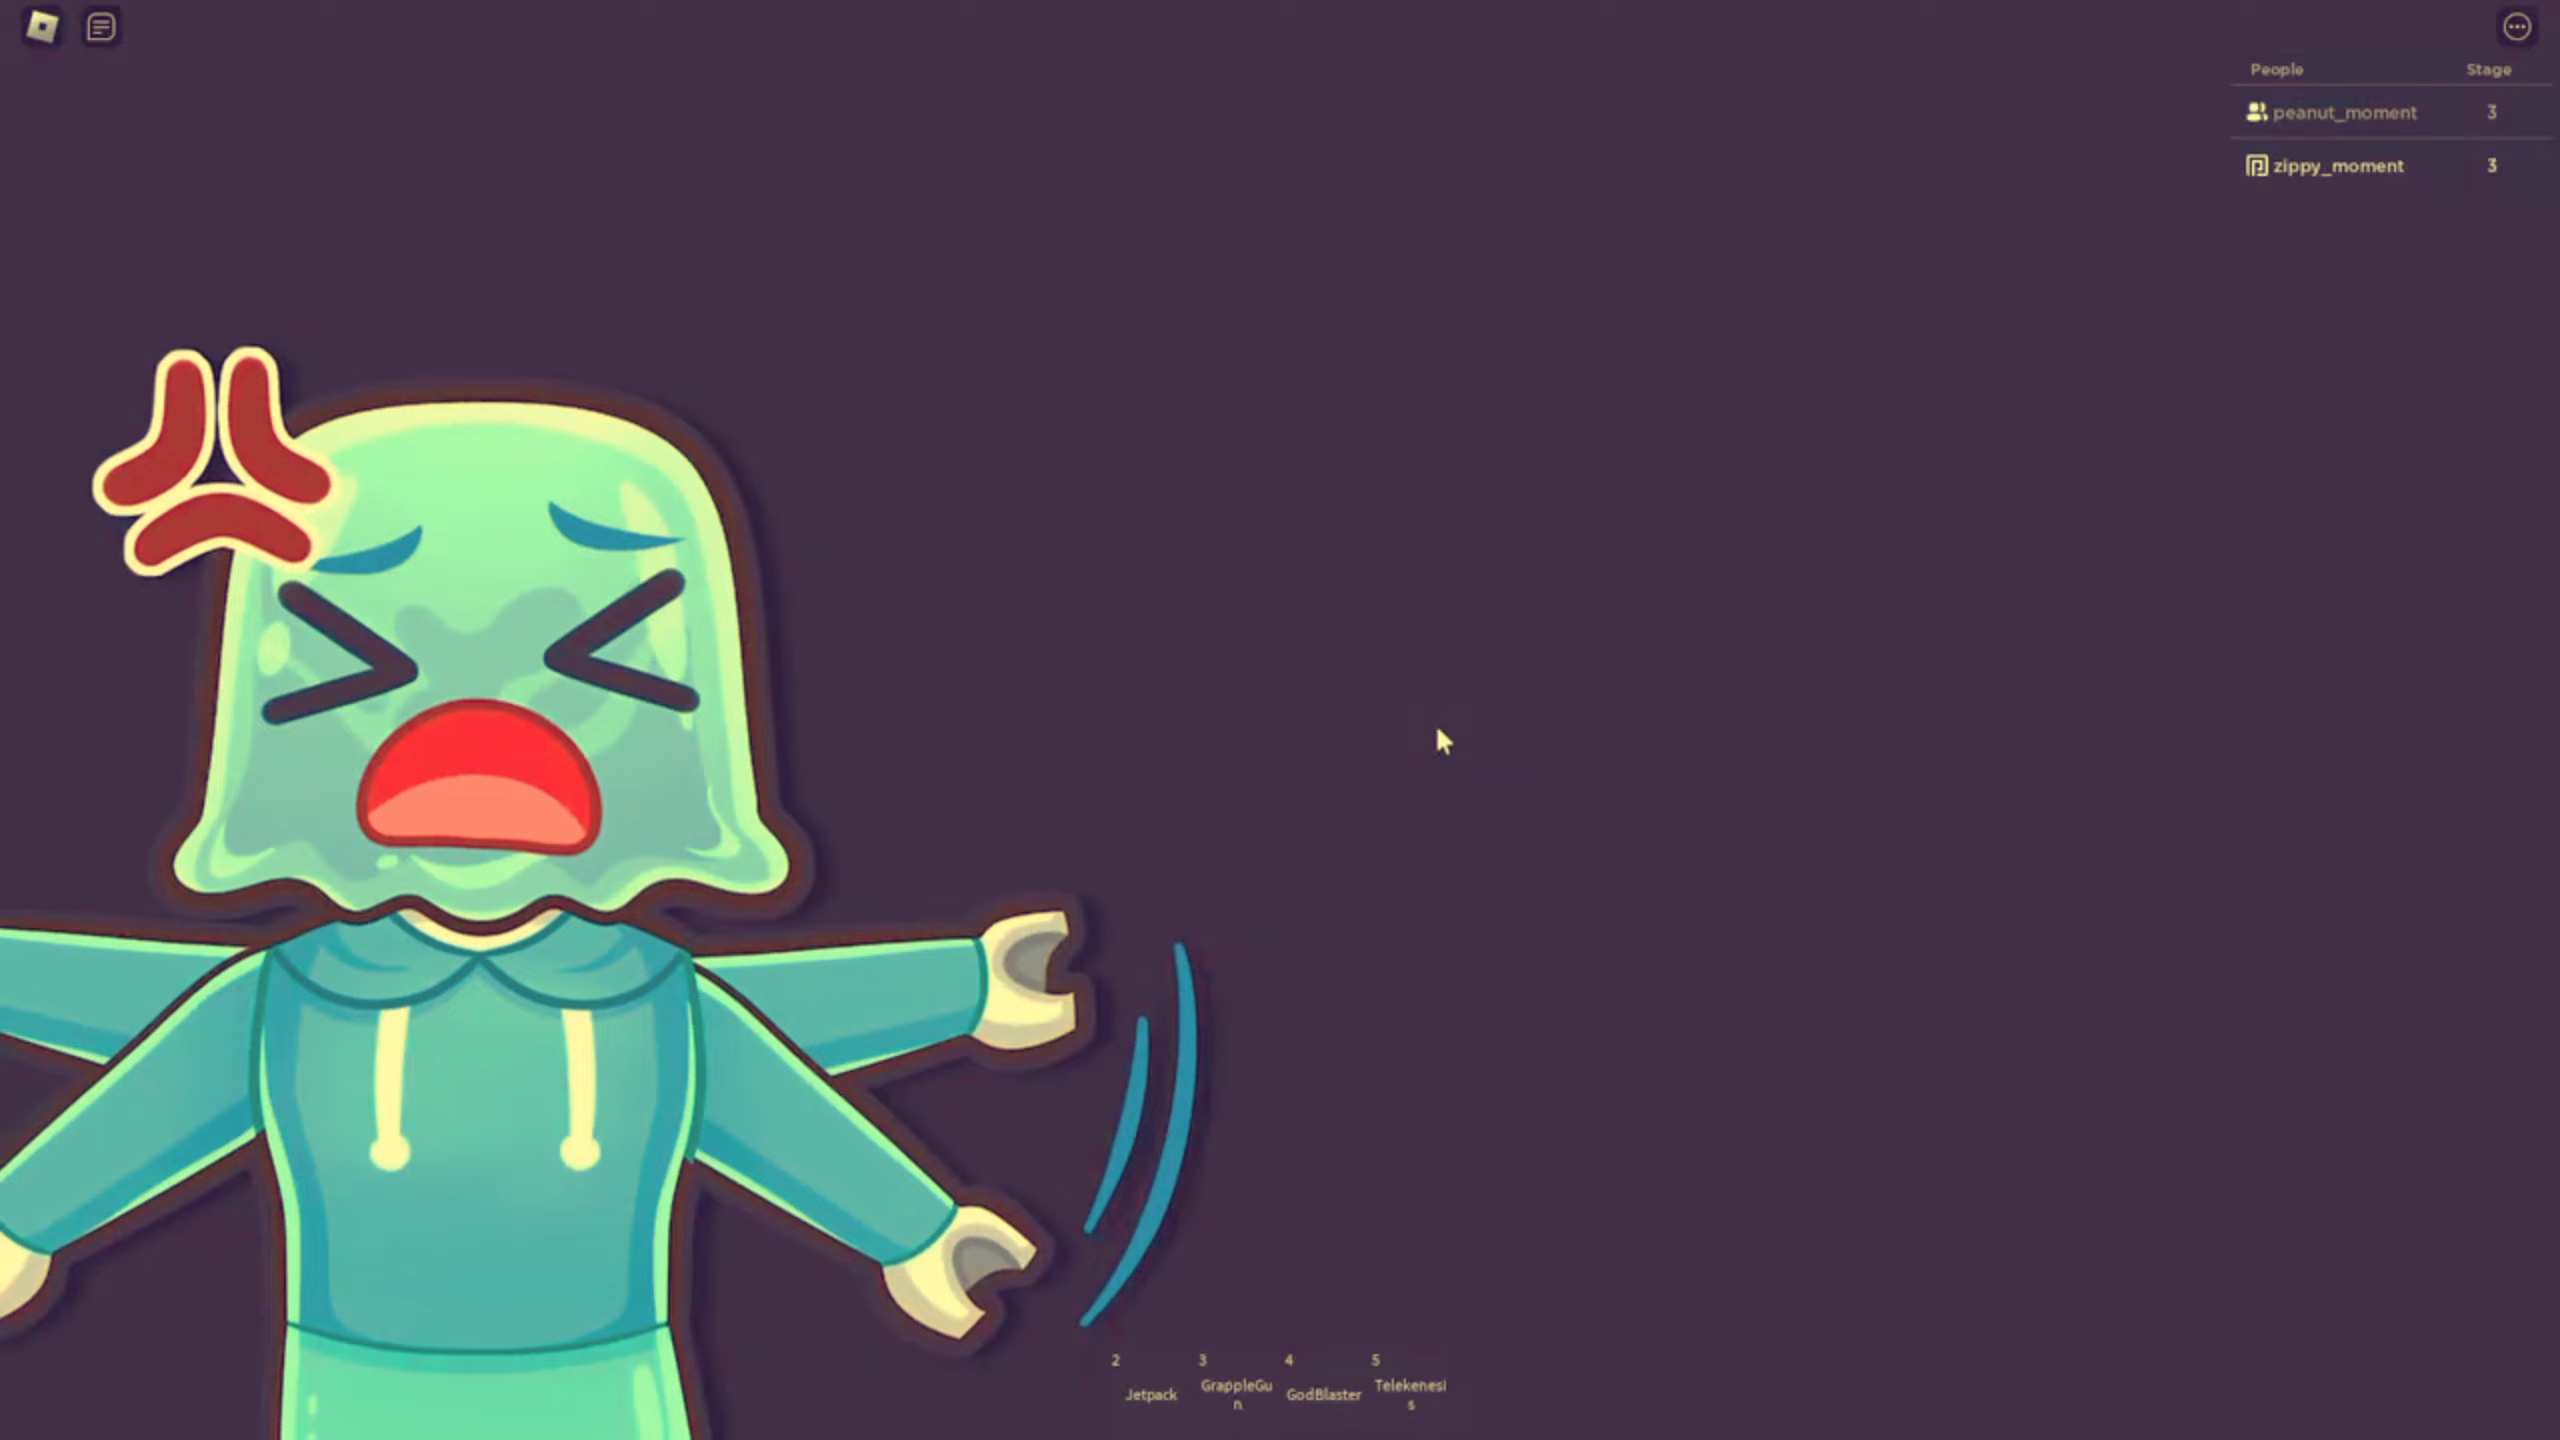 People Stage
peanut_moment 3
zippy_moment 3
2 3 4 5
Jetpack GrappleGu GodBlaster Telekenesi
n s